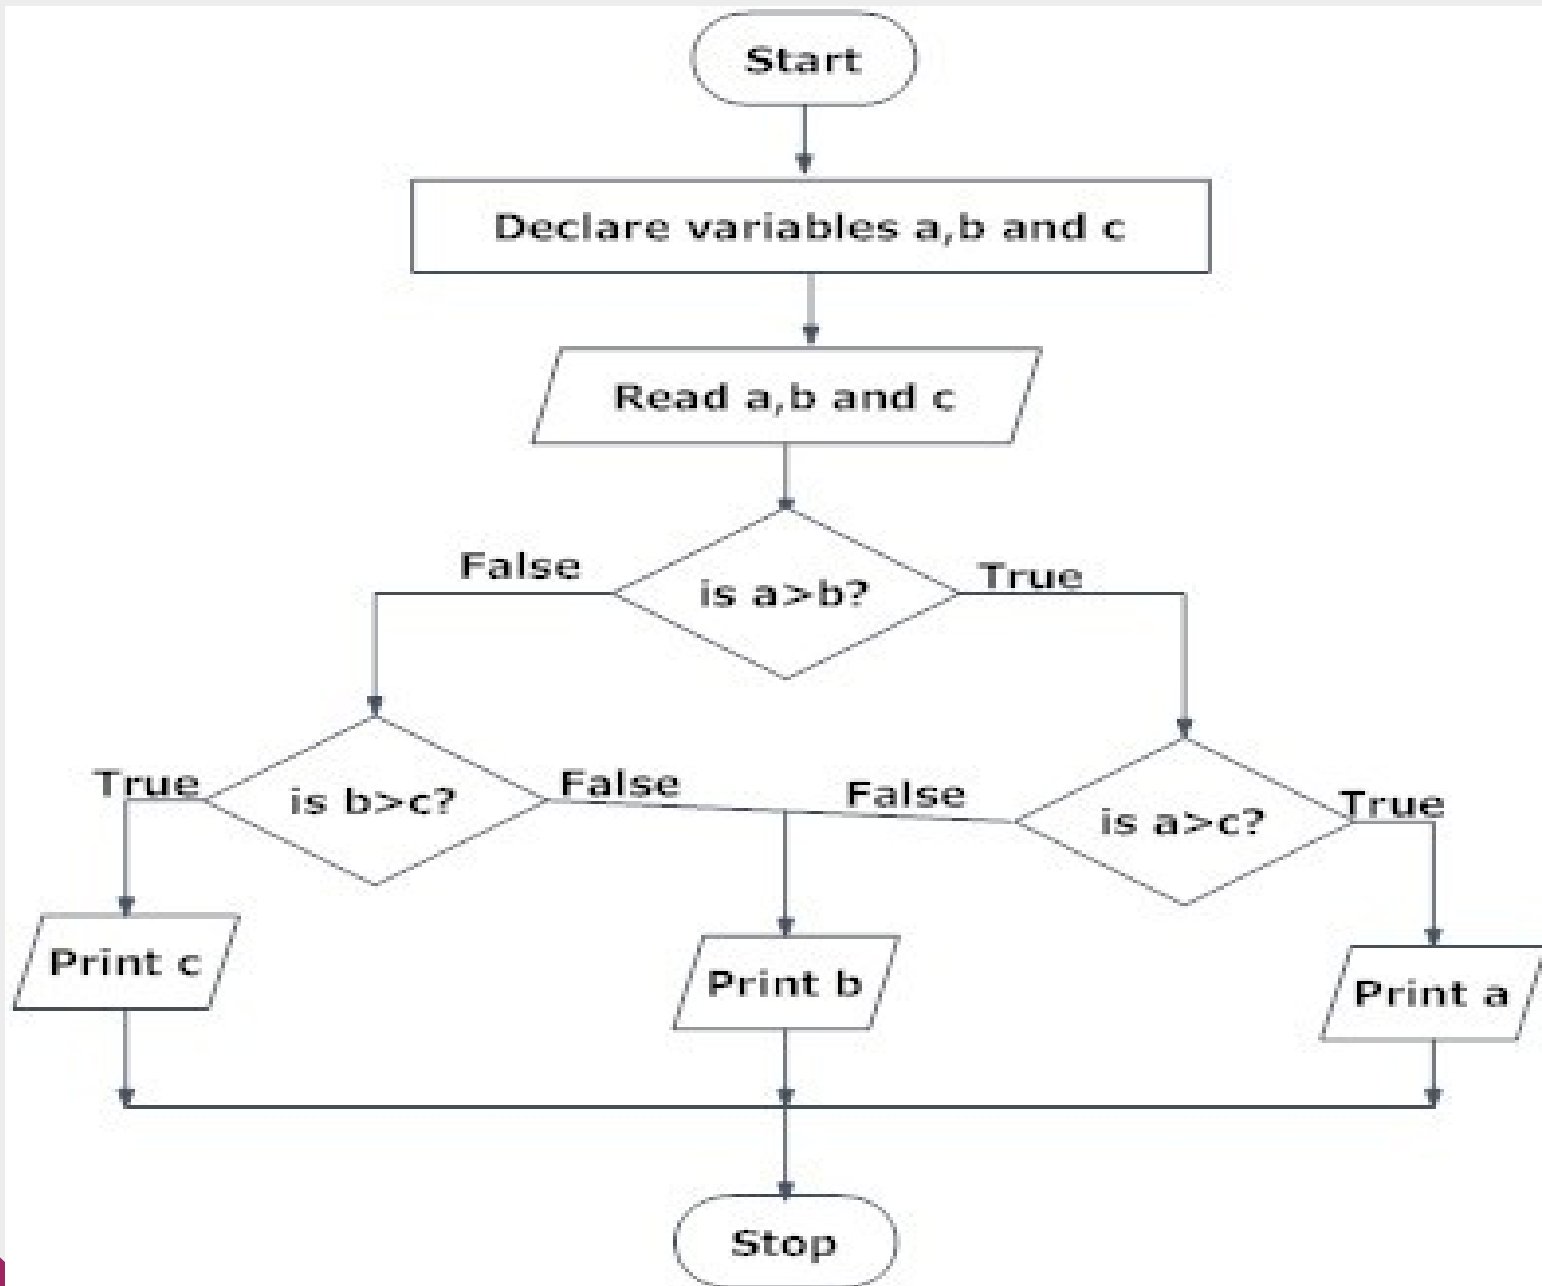 Start
Declare variables a,b and c
Read a,b and c
False
True
is a>b?
True
is b>c?
False
False
is a>c?
True
Print c
Print b
Print a
Stop